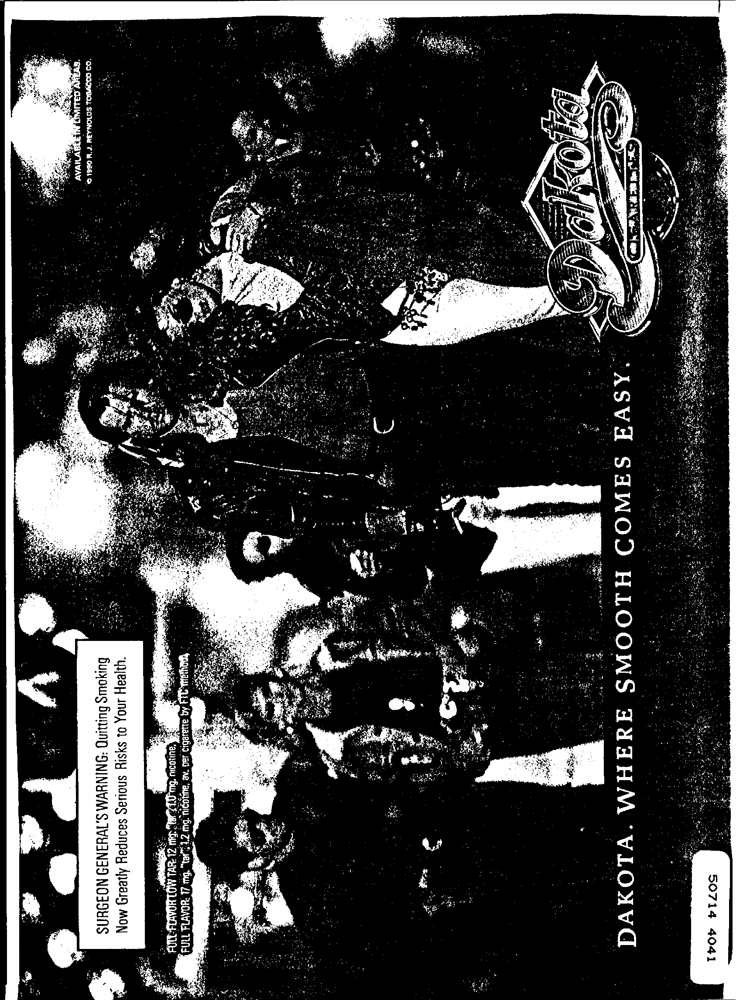 AVAILABLE IN LIMITED AREAS.
© 1990 R.J. REYNOLDS TOBACCO CO.
Dakota
CIGARETTES
DAKOTA. WHERE SMOOTH COMES EASY.
SURGEON GENERAL'S WARNING: Quitting Smoking
Now Greatly Reduces Serious Risks to Your Health.
FULL FLAVOR LOW TAR: 12 mg. "tar", 1.0 mg. nicotine,
FULL FLAVOR: 17 mg. "tar", 1.2 mg. nicotine, av. per cigarette by FTC method.
50714 4041